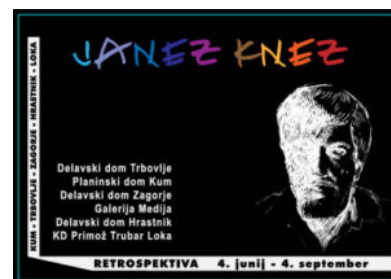 JANEZ KNEZ
KUM - TRBOVLJE - ZAGORJE - HRASTNIK - LOKA
Delavski dom Trbovlje
Planinski dom Kum
Delavski dom Zagorje
Galerija Medija
Delavski dom Hrastnik
KD Primož Trubar Loka
RETROSPEKTIVA 4. junij - 4. september